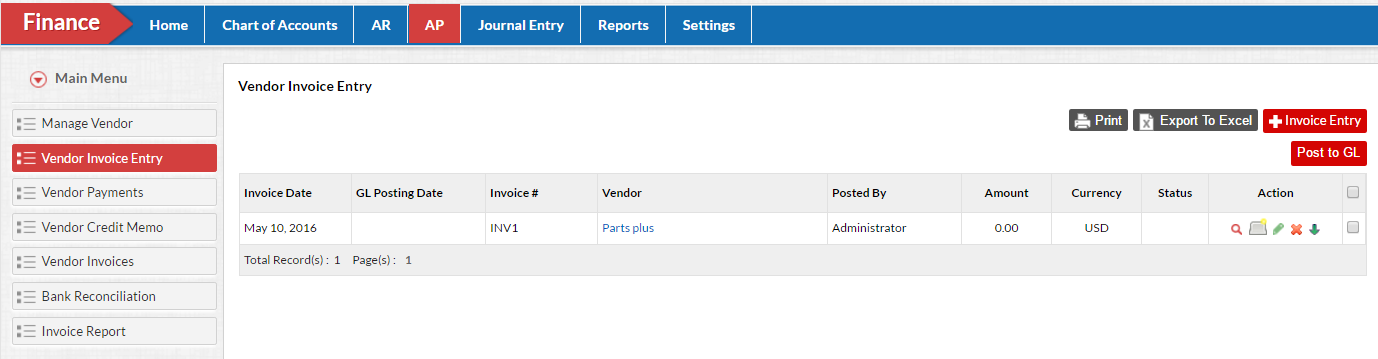 Finance Home Chart of Accounts AR AP Journal Entry Reports Settings
Main Menu
Manage Vendor
Vendor Invoice Entry
Vendor Payments
Vendor Credit Memo
Vendor Invoices
Bank Reconciliation
Invoice Report
Vendor Invoice Entry
Print Export To Excel Invoice Entry
Post to GL
Invoice Date GL Posting Date Invoice # Vendor Posted By Amount Currency Status Action
May 10, 2016 INV1 Parts plus Administrator 0.00 USD
Total Record(s) : 1 Page(s) : 1